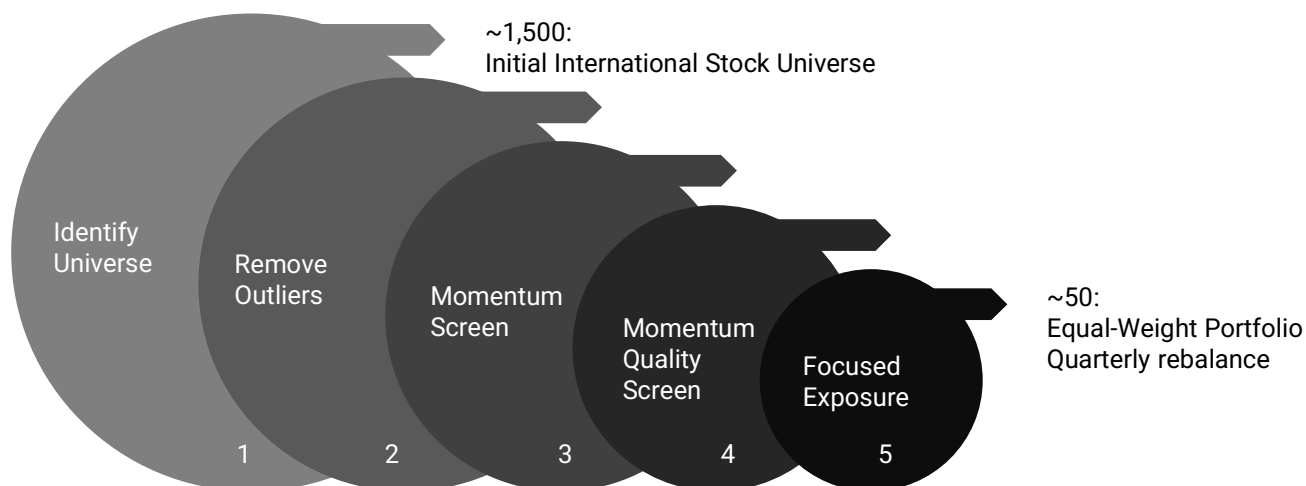 ~1,500:
Initial International Stock Universe
Identify
Universe
Remove
Outliers
Momentum
Screen
Momentum
Quality
Screen
Focused
Exposure
~50:
Equal-Weight Portfolio
Quarterly rebalance
1
2
3
4
5